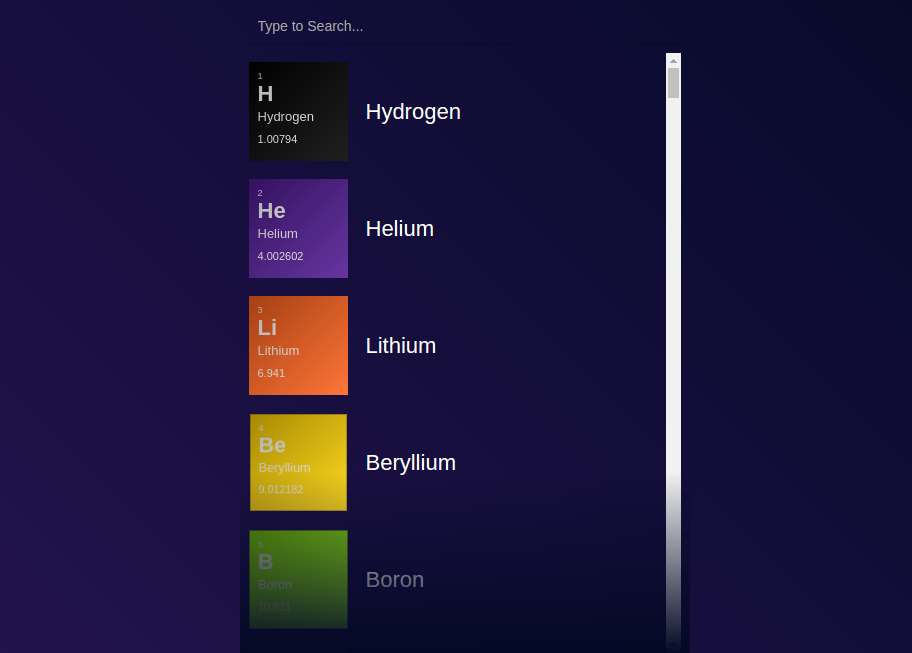 Type to Search...
1
H
Hydrogen
1.00794
Hydrogen
2
He
Helium
4.002602
Helium
3
Li
Lithium
6.941
Lithium
4
Be
Beryllium
9.012182
Beryllium
5
B
Boron
10.811
Boron